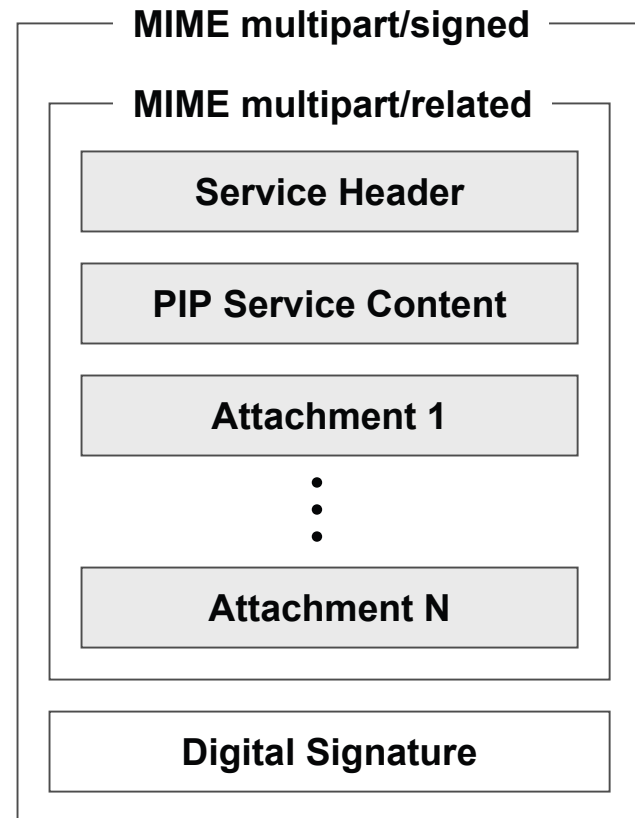 MIME multipart/signed
MIME multipart/related
Service Header
PIP Service Content
Attachment 1
Attachment N
Digital Signature